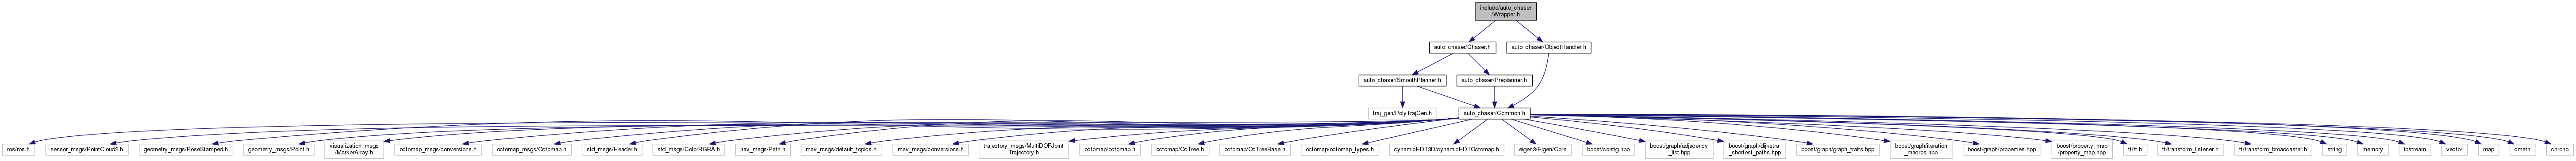 include/auto_chaser
/Wrapper.h
auto_chaser/Chaser.h
auto_chaser/ObjectHandler.h
auto_chaser/SmoothPlanner.h
auto_chaser/Preplanner.h
traj_gen/PolyTrajGen.h
auto_chaser/Common.h
ros/ros.h
sensor_msgs/PointCloud2.h
geometry_msgs/PoseStamped.h
geometry_msgs/Point.h
visualization_msgs
/MarkerArray.h
octomap_msgs/conversions.h
octomap_msgs/Octomap.h
std_msgs/Header.h
std_msgs/ColorRGBA.h
nav_msgs/Path.h
mav_msgs/default_topics.h
mav_msgs/conversions.h
trajectory_msgs/MultiDOFJoint
Trajectory.h
octomap/octomap.h
octomap/OcTree.h
octomap/OcTreeBase.h
octomap/octomap_types.h
dynamicEDT3D/dynamicEDTOctomap.h
eigen3/Eigen/Core
boost/config.hpp
boost/graph/adjacency
_list.hpp
boost/graph/dijkstra
_shortest_paths.hpp
boost/graph/graph_traits.hpp
boost/graph/iteration
_macros.hpp
boost/graph/properties.hpp
boost/property_map
/property_map.hpp
tf/tf.h
tf/transform_listener.h
tf/transform_broadcaster.h
string
memory
iostream
vector
map
cmath
chrono